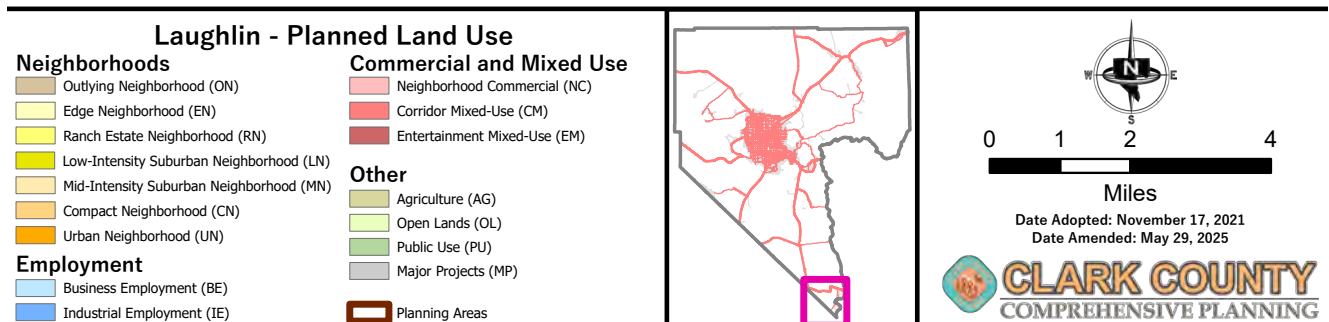 Laughlin - Planned Land Use
Neighborhoods
Outlying Neighborhood (ON)
Edge Neighborhood (EN)
Ranch Estate Neighborhood (RN)
Low-Intensity Suburban Neighborhood (LN)
Mid-Intensity Suburban Neighborhood (MN)
Compact Neighborhood (CN)
Urban Neighborhood (UN)
Employment
Business Employment (BE)
Industrial Employment (IE)
Commercial and Mixed Use
Neighborhood Commercial (NC)
Corridor Mixed-Use (CM)
Entertainment Mixed-Use (EM)
Other
Agriculture (AG)
Open Lands (OL)
Public Use (PU)
Major Projects (MP)
Planning Areas
W N E
S
0 1 2 4
Miles
Date Adopted: November 17, 2021
Date Amended: May 29, 2025
CLARK COUNTY
COMPREHENSIVE PLANNING